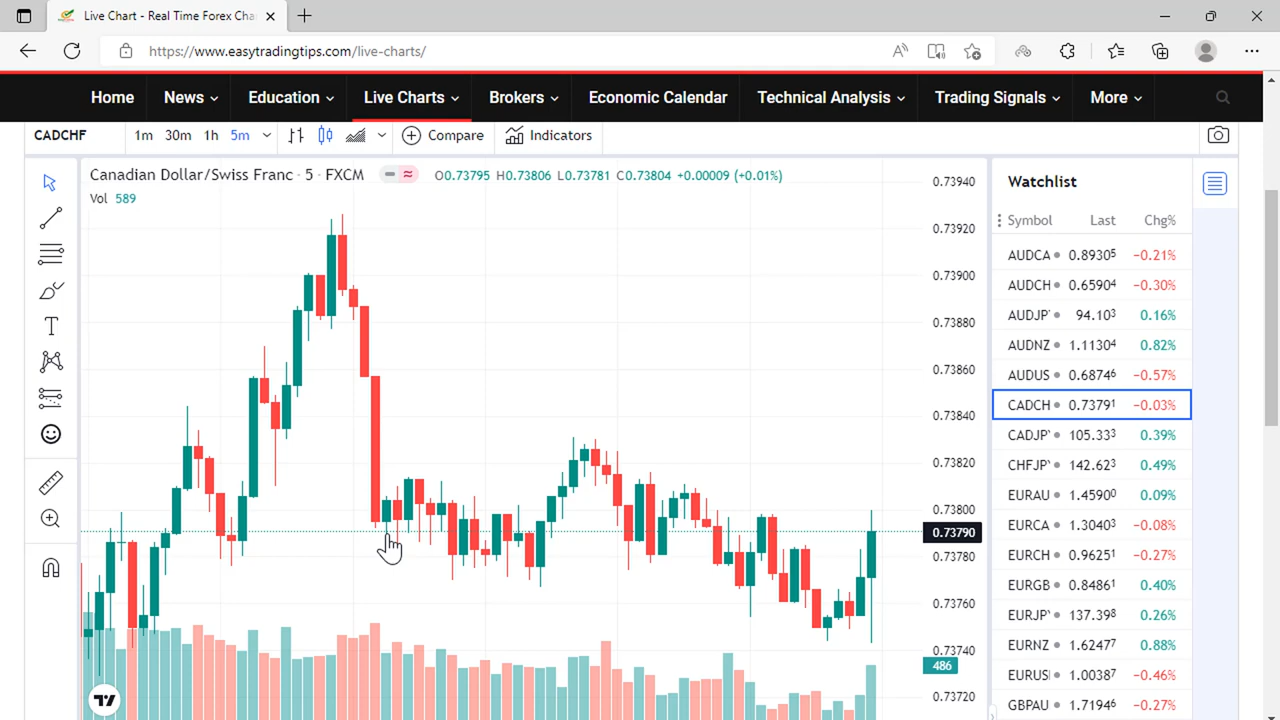 Live Chart - Real Time Forex Cha
https://www.easytradingtips.com/live-charts/
Home News Education Live Charts Brokers Economic Calendar Technical Analysis Trading Signals More
CADCHF 1m 30m 1h 5m Compare Indicators
Canadian Dollar/Swiss Franc · 5 · FXCM O0.73795 H0.73806 L0.73781 C0.73804 +0.00009 (+0.01%)
Vol 589
0.73940
0.73920
0.73900
0.73880
0.73860
0.73840
0.73820
0.73800
0.73790
0.73780
0.73760
0.73740
486
0.73720
Watchlist
Symbol Last Chg%
AUDCA 0.89305 −0.21%
AUDCH 0.65904 −0.30%
AUDJP 94.103 0.16%
AUDNZ 1.11304 0.82%
AUDUS 0.68746 −0.57%
CADCH 0.73791 −0.03%
CADJP 105.333 0.39%
CHFJP 142.623 0.49%
EURAU 1.45900 0.09%
EURCA 1.30403 −0.08%
EURCH 0.96251 −0.27%
EURGB 0.84861 0.40%
EURJP 137.398 0.26%
EURNZ 1.62477 0.88%
EURUS 1.00387 −0.46%
GBPAU 1.71946 −0.27%